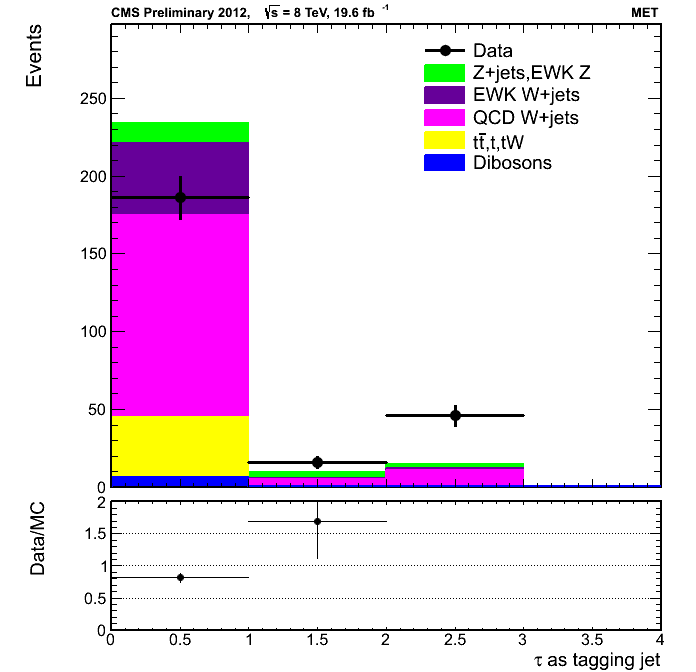 CMS Preliminary 2012, √s = 8 TeV, 19.6 fb⁻¹ MET
Events
Data
Z+jets,EWK Z
EWK W+jets
QCD W+jets
tt̄,t,tW
Dibosons
250
200
150
100
50
0
Data/MC
2
1.5
1
0.5
0
0 0.5 1 1.5 2 2.5 3 3.5 4
τ as tagging jet